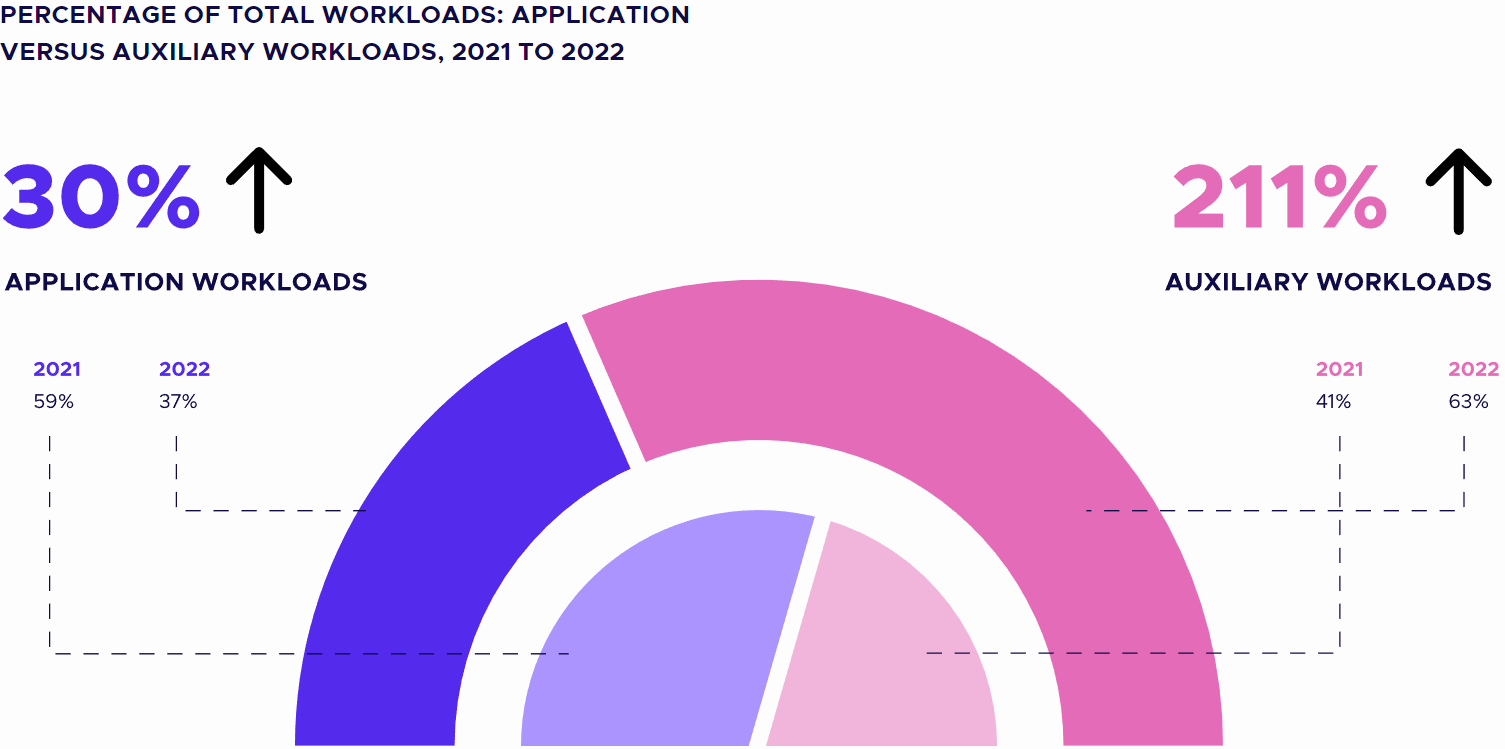 PERCENTAGE OF TOTAL WORKLOADS: APPLICATION
VERSUS AUXILIARY WORKLOADS, 2021 TO 2022
30%
APPLICATION WORKLOADS
2021 2022
59% 37%
211%
AUXILIARY WORKLOADS
2021 2022
41% 63%